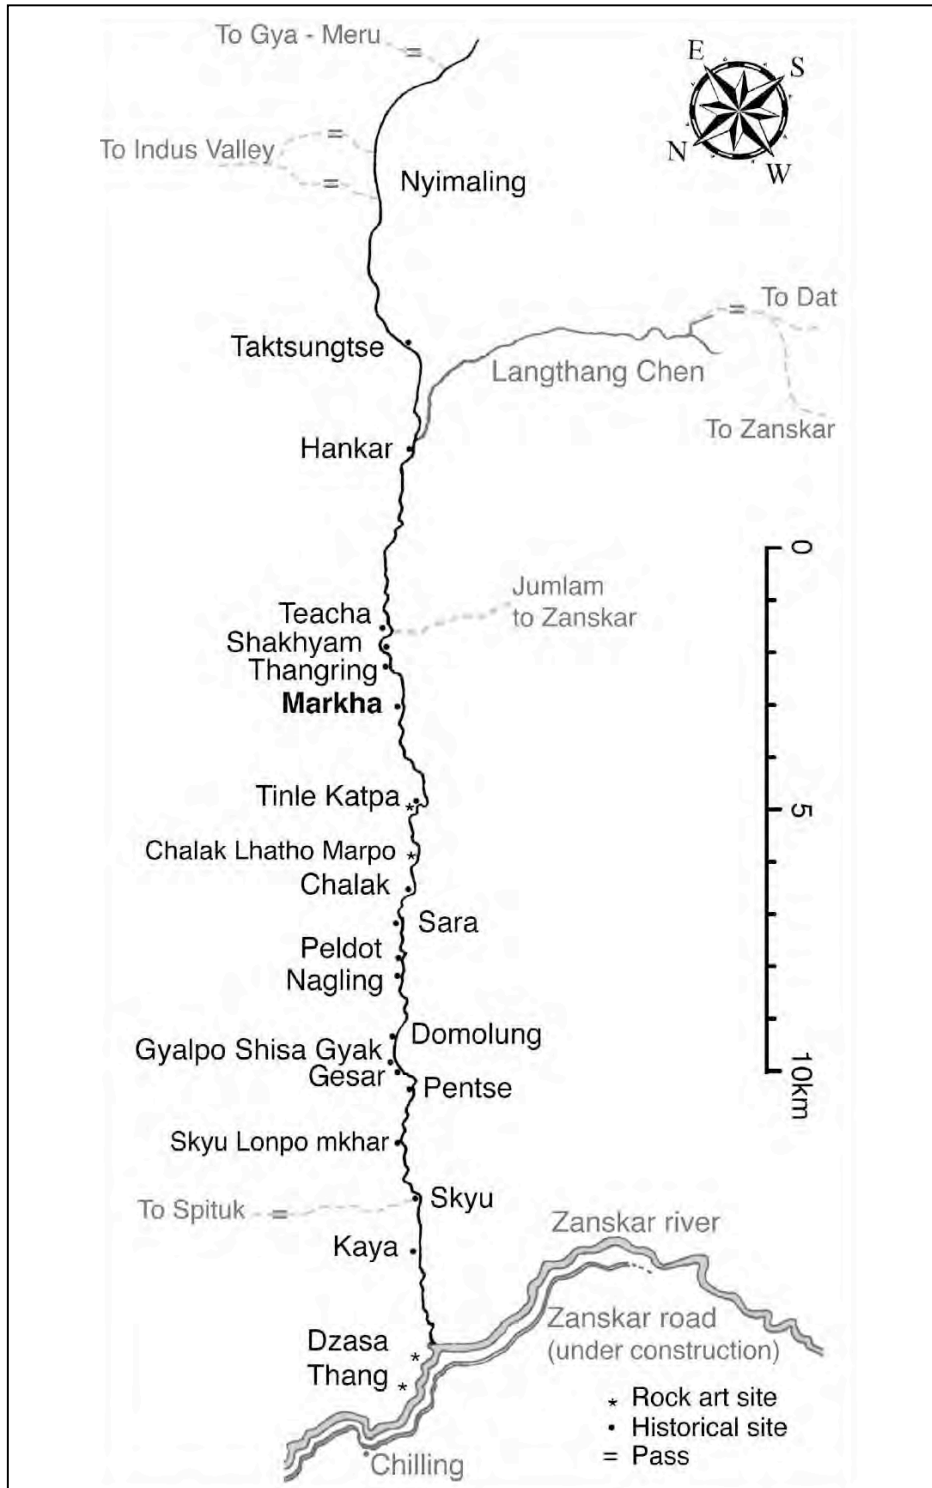 To Gya - Meru
E
S
N
W
To Indus Valley
Nyimaling
To Dat
Taktsungtse
Langthang Chen
To Zanskar
Hankar
0
Jumlam
to Zanskar
Teacha
Shakhyam
Thangring
Markha
Tinle Katpa
5
Chalak Lhatho Marpo
Chalak
Sara
Peldot
Nagling
Domolung
Gyalpo Shisa Gyak
Gesar
Pentse
10km
Skyu Lonpo mkhar
Skyu
To Spituk
Zanskar river
Kaya
Zanskar road
(under construction)
Dzasa
Thang
* Rock art site
• Historical site
= Pass
Chilling